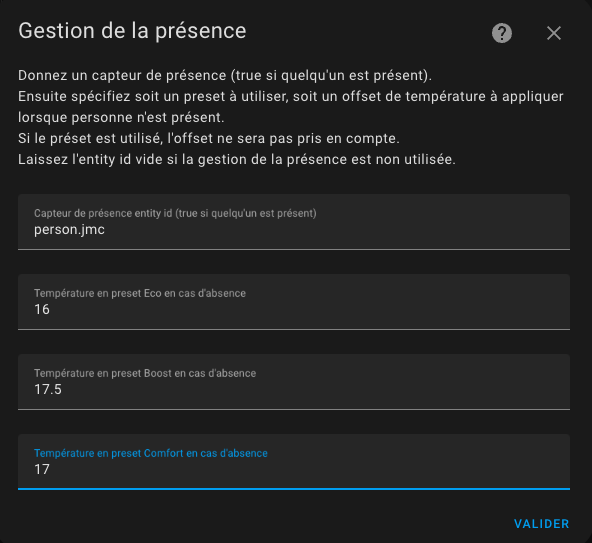 Gestion de la présence
Donnez un capteur de présence (true si quelqu'un est présent).
Ensuite spécifiez soit un preset à utiliser, soit un offset de température à appliquer
lorsque personne n'est présent.
Si le préset est utilisé, l'offset ne sera pas pris en compte.
Laissez l'entity id vide si la gestion de la présence est non utilisée.
Capteur de présence entity id (true si quelqu'un est présent)
person.jmc
Température en preset Eco en cas d'absence
16
Température en preset Boost en cas d'absence
17.5
Température en preset Comfort en cas d'absence
17
VALIDER